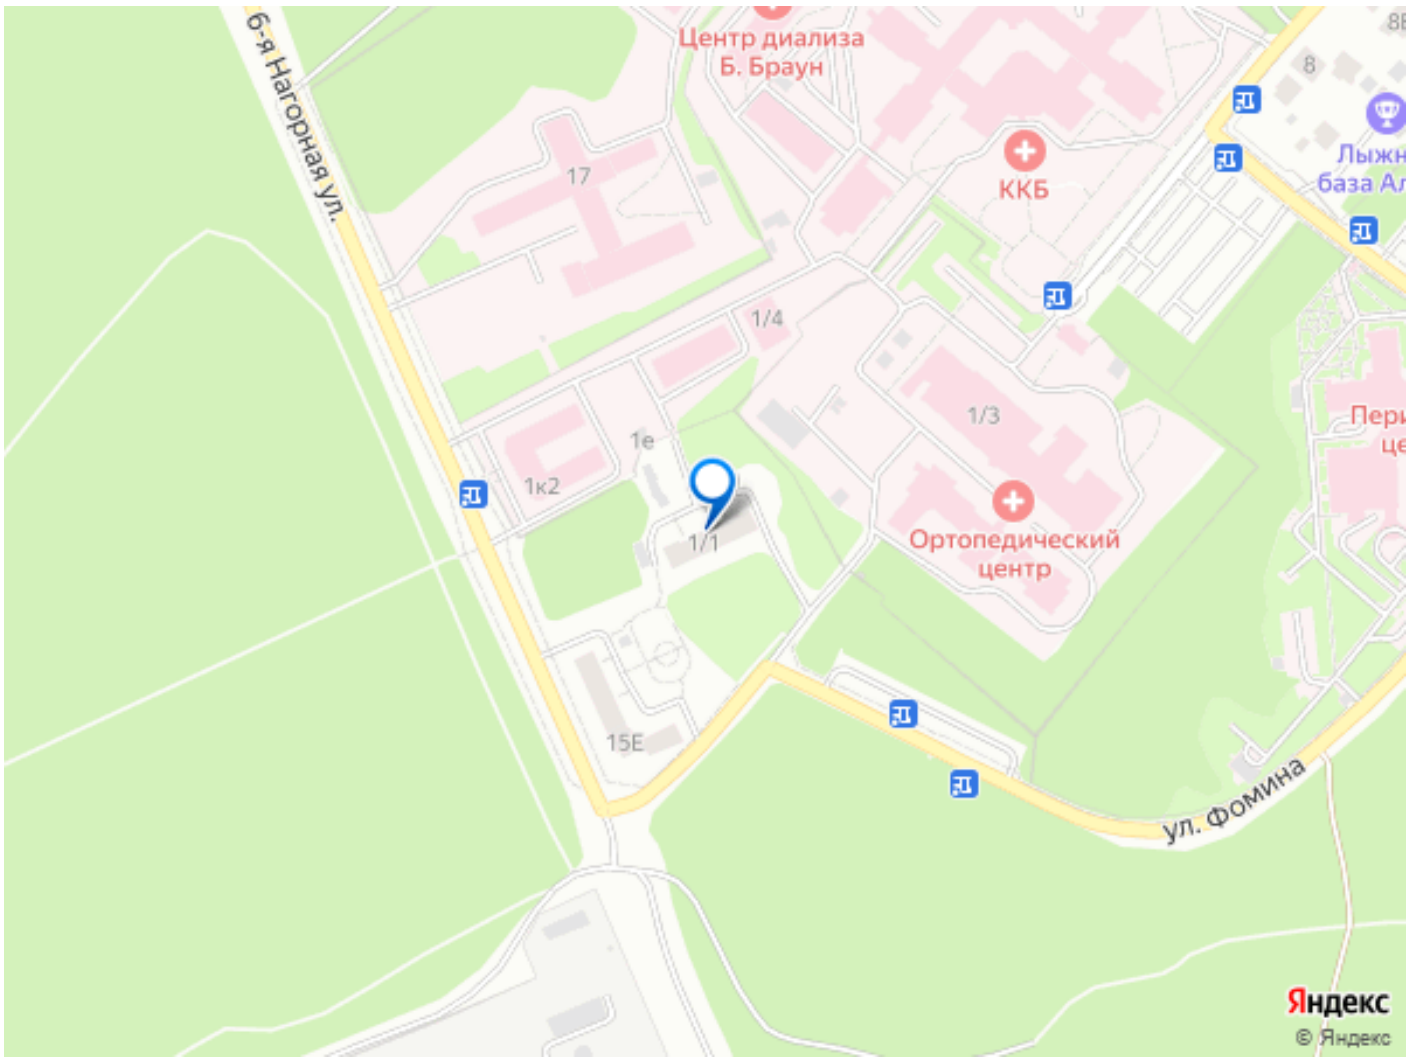 6-я Нагорная ул.
Центр диализа
Б. Браун
8
17
ККБ
1/4
1/3
1е
1к2
1/1
Ортопедический
центр
15Е
ул. Фомина
Яндекс
© Яндекс